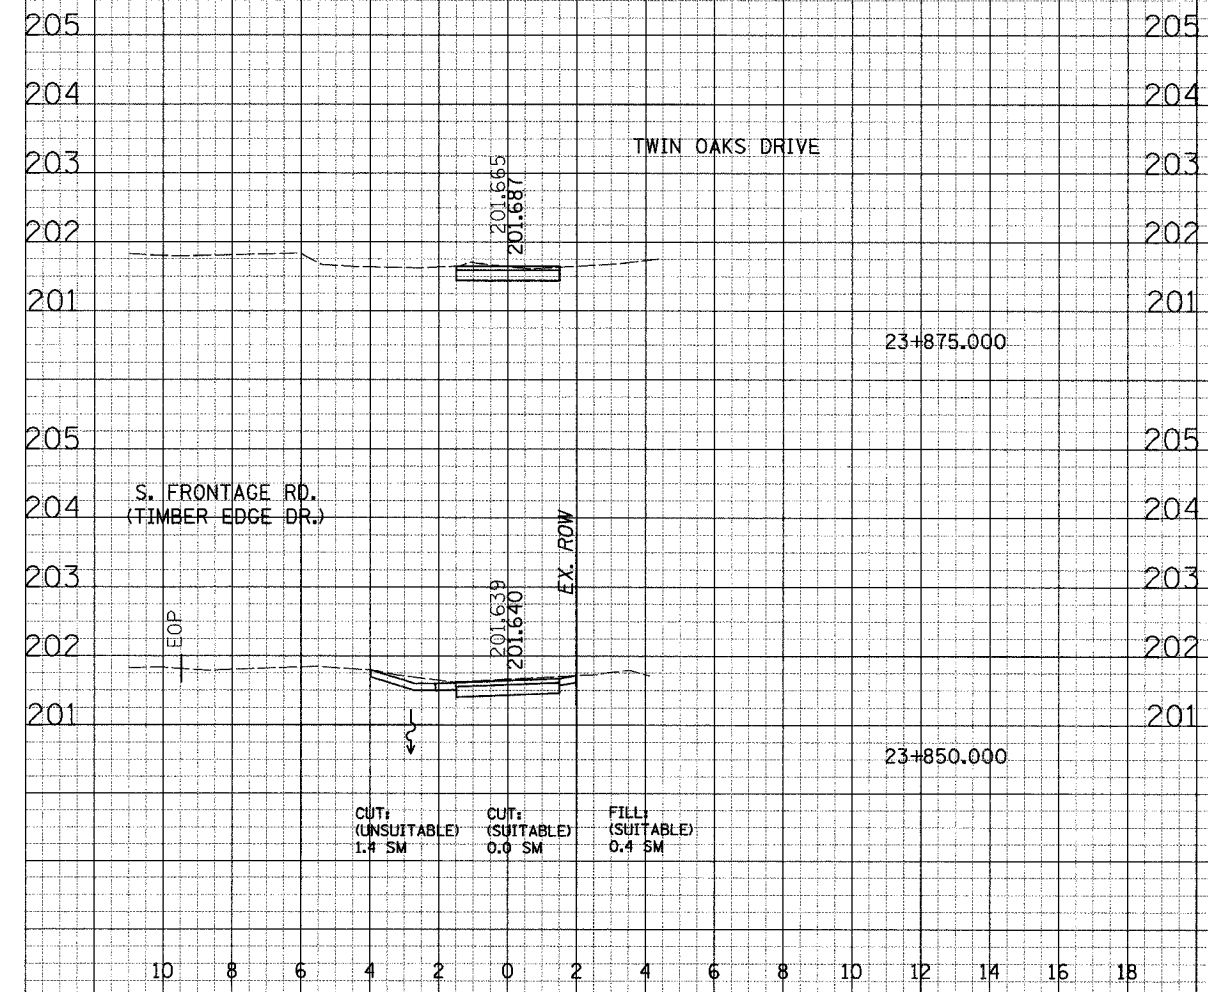 205 205
204 204
TWIN OAKS DRIVE
203 203
201.665
201.687
202 202
201 201
23+875.000
205 205
S. FRONTAGE RD.
204 204
(TIMBER EDGE DR.)
EX. ROW
203 203
201.639
201.640
EOP
202 202
201 201
23+850.000
CUT: CUT: FILL:
(UNSUITABLE) (SUITABLE) (SUITABLE)
1.4 SM 0.0 SM 0.4 SM
10 8 6 4 2 0 2 4 6 8 10 12 14 16 18